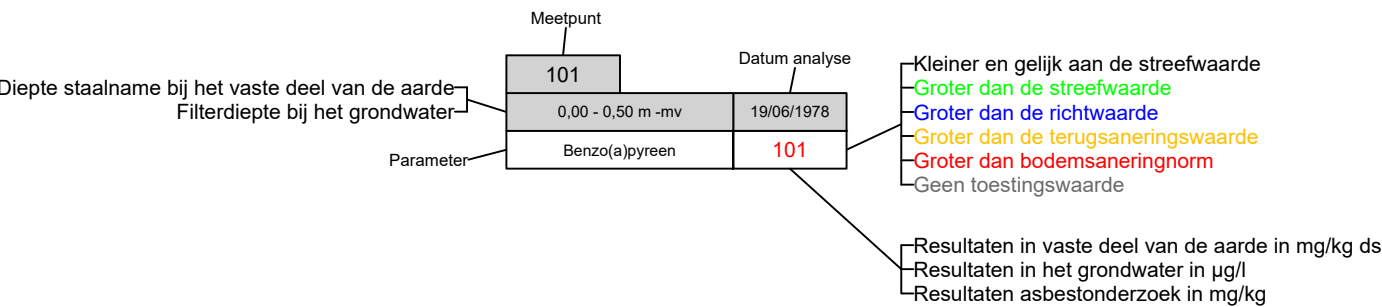 Meetpunt
101
Datum analyse
Diepte staalname bij het vaste deel van de aarde
Filterdiepte bij het grondwater
0,00 - 0,50 m -mv
19/06/1978
Parameter
Benzo(a)pyreen
101
Kleiner en gelijk aan de streefwaarde
Groter dan de streefwaarde
Groter dan de richtwaarde
Groter dan de terugsaneringswaarde
Groter dan bodemsaneringnorm
Geen toestingswaarde
Resultaten in vaste deel van de aarde in mg/kg ds
Resultaten in het grondwater in µg/l
Resultaten asbestonderzoek in mg/kg